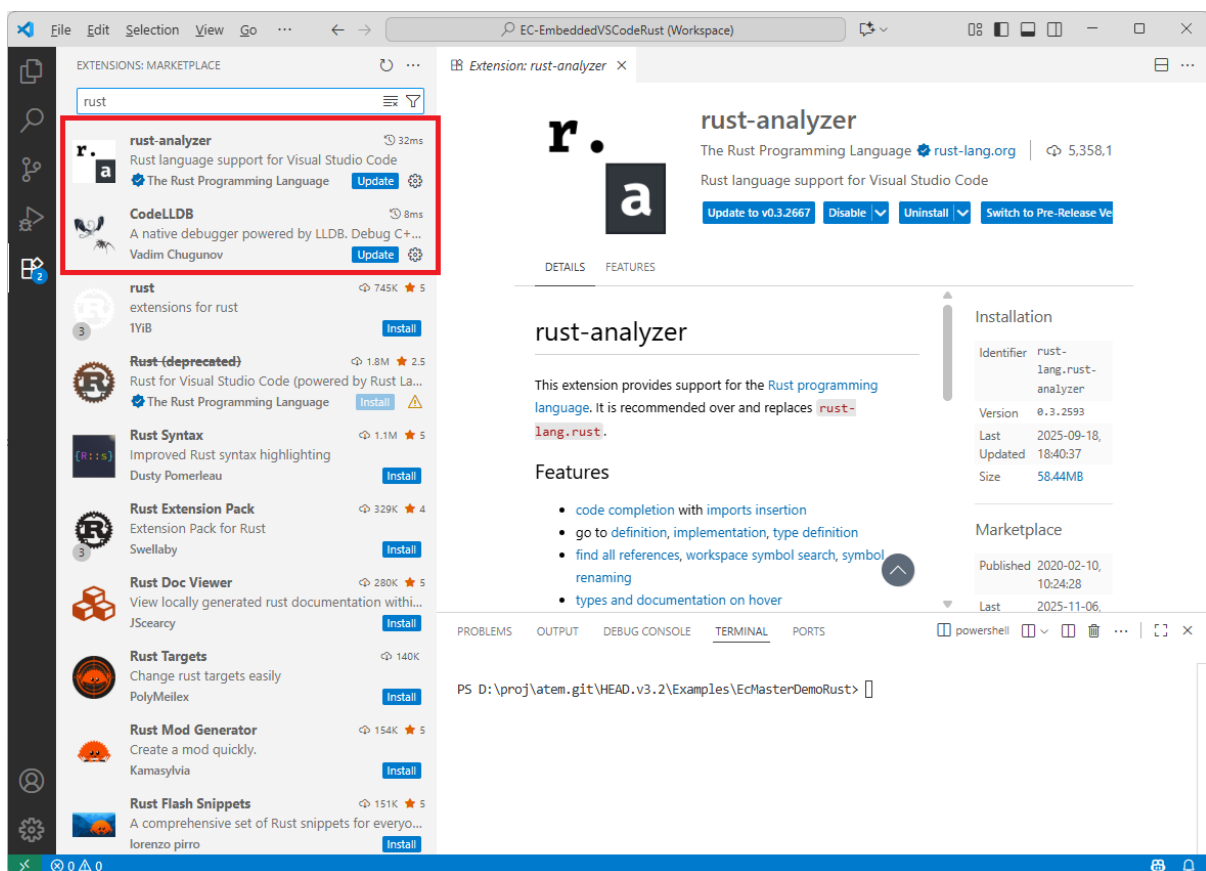 File Edit Selection View Go ··· EC-EmbeddedVSCodeRust (Workspace)
EXTENSIONS: MARKETPLACE
rust
rust-analyzer 32ms
Rust language support for Visual Studio Code
The Rust Programming Language Update
CodeLLDB 8ms
A native debugger powered by LLDB. Debug C+...
Vadim Chugunov Update
rust 745K 5
extensions for rust
3 1YiB Install
Rust (deprecated) 1.8M 2.5
Rust for Visual Studio Code (powered by Rust La...
The Rust Programming Language Install
{R::s}
Rust Syntax 1.1M 5
Improved Rust syntax highlighting
Dusty Pomerleau Install
Rust Extension Pack 329K 4
Extension Pack for Rust
3 Swellaby Install
Rust Doc Viewer 280K 5
View locally generated rust documentation withi...
JScearcy Install
Rust Targets 140K
Change rust targets easily
PolyMeilex Install
Rust Mod Generator 154K 5
Create a mod quickly.
Kamasylvia Install
Rust Flash Snippets 151K 5
A comprehensive set of Rust snippets for everyo...
lorenzo pirro Install
2
r.
a
Extension: rust-analyzer
r.
a
rust-analyzer
The Rust Programming Language rust-lang.org 5,358,1
Rust language support for Visual Studio Code
Update to v0.3.2667 Disable Uninstall Switch to Pre-Release Ve
DETAILS FEATURES
rust-analyzer
This extension provides support for the Rust programming
language. It is recommended over and replaces rust-
lang.rust.
Features
• code completion with imports insertion
• go to definition, implementation, type definition
• find all references, workspace symbol search, symbol
renaming
• types and documentation on hover
Installation
Identifier rust-
lang.rust-
analyzer
Version 0.3.2593
Last 2025-09-18,
Updated 18:40:37
Size 58.44MB
Marketplace
Published 2020-02-10,
10:24:28
Last 2025-11-06,
PROBLEMS OUTPUT DEBUG CONSOLE TERMINAL PORTS powershell
PS D:\proj\atem.git\HEAD.v3.2\Examples\EcMasterDemoRust>
0 0